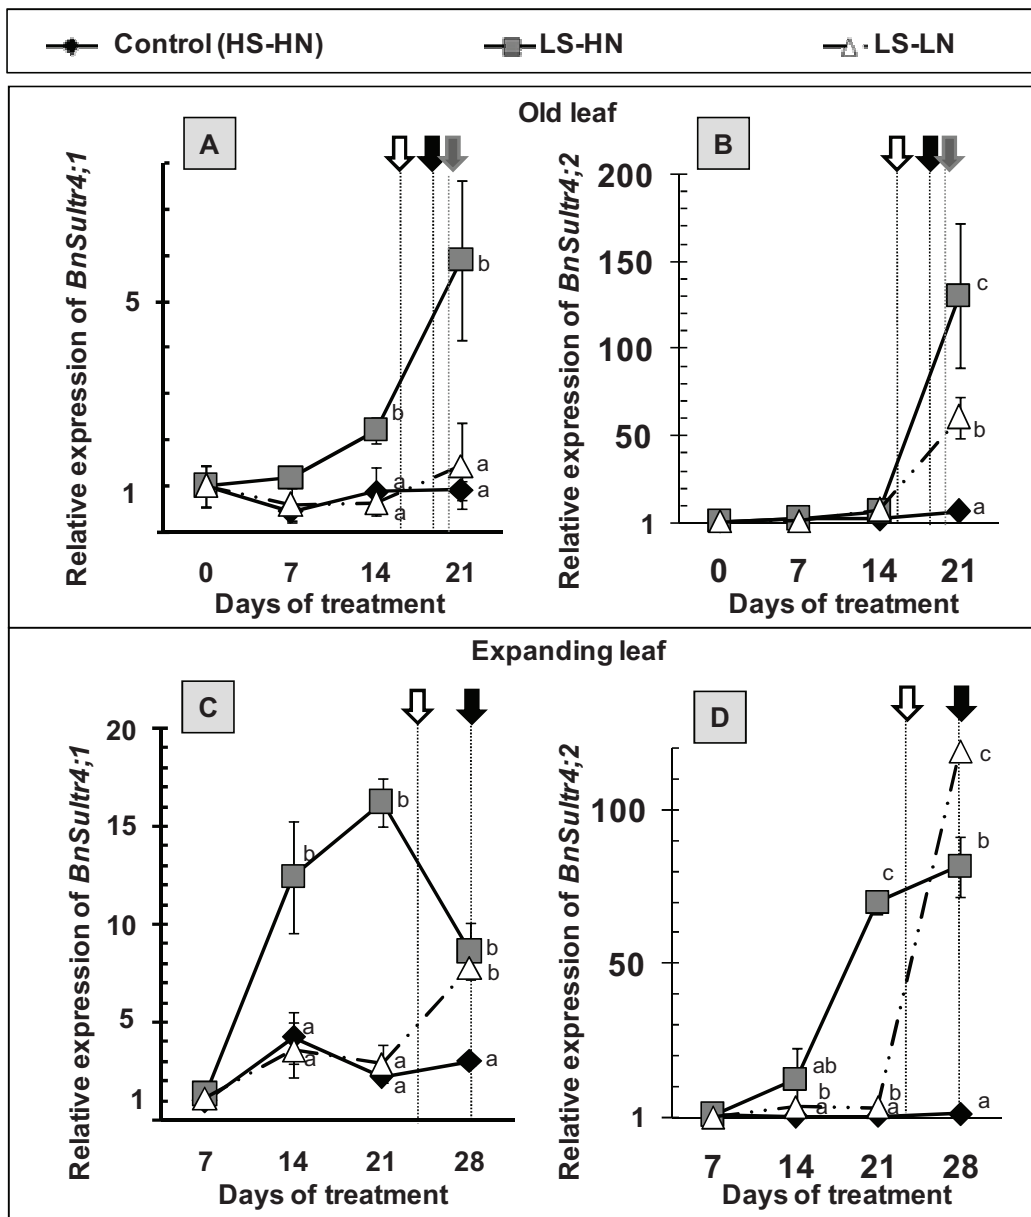 Control (HS-HN) LS-HN LS-LN
Old leaf
A
B
Relative expression of BnSultr4;1
5
1
b
b
a
a
a
a
0 7 14 21
Days of treatment
Relative expression of BnSultr4;2
200
150
100
50
1
c
b
a
0 7 14 21
Days of treatment
Expanding leaf
C
D
Relative expression of BnSultr4;1
20
15
10
5
1
b
b
b
b
a
a
a
a
a
7 14 21 28
Days of treatment
Relative expression of BnSultr4;2
100
50
1
c
b
c
ab
b
a
b
a
a
7 14 21 28
Days of treatment